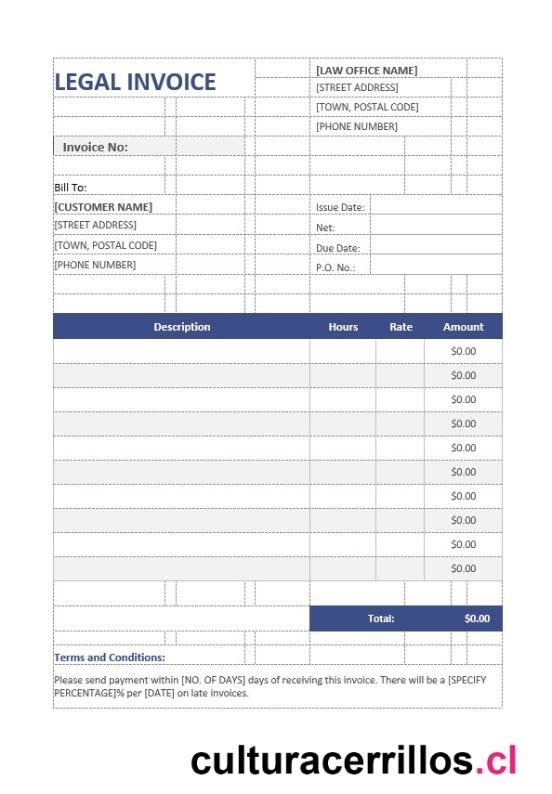 LEGAL INVOICE
[LAW OFFICE NAME]
[STREET ADDRESS]
[TOWN, POSTAL CODE]
[PHONE NUMBER]
Invoice No:
Bill To:
[CUSTOMER NAME]
[STREET ADDRESS]
[TOWN, POSTAL CODE]
[PHONE NUMBER]
Issue Date:
Net:
Due Date:
P.O. No.:
Description Hours Rate Amount
$0.00
$0.00
$0.00
$0.00
$0.00
$0.00
$0.00
$0.00
$0.00
$0.00
Total: $0.00
Terms and Conditions:
Please send payment within [NO. OF DAYS] days of receiving this invoice. There will be a [SPECIFY
PERCENTAGE]% per [DATE] on late invoices.
culturacerrillos.cl